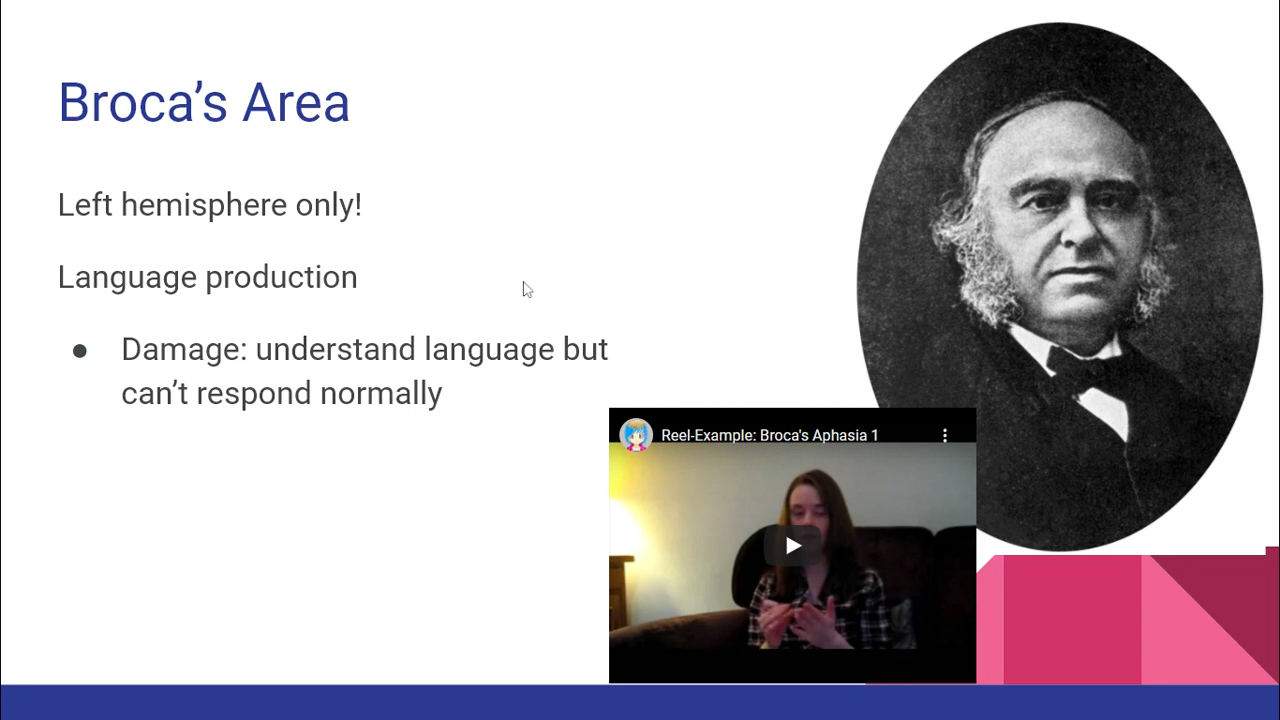 Broca’s Area
Left hemisphere only!
Language production
● Damage: understand language but
can’t respond normally
Reel-Example: Broca's Aphasia 1